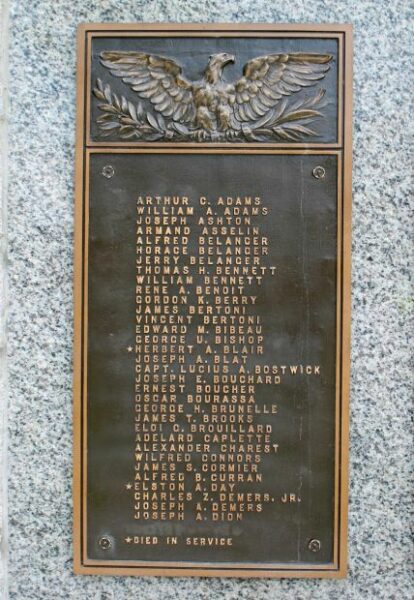 ARTHUR C. ADAMS
WILLIAM A. ADAMS
JOSEPH ASHTON
ARMAND ASSELIN
ALFRED BELANGER
HORACE BELANGER
JERRY BELANGER
THOMAS H. BENNETT
WILLIAM BENNETT
RENE A. BENOIT
GORDON K. BERRY
JAMES BERTONI
VINCENT BERTONI
EDWARD M. BIBEAU
GEORGE U. BISHOP
★HERBERT A. BLAIR
JOSEPH A. BLAT
CAPT. LUCIUS A. BOSTWICK
JOSEPH E. BOUCHARD
ERNEST BOUCHER
OSCAR BOURASSA
GEORGE H. BRUNELLE
JAMES T. BROOKS
ELOI G. BROUILLARD
ADELARD CAPLETTE
ALEXANDER CHAREST
WILFRED CONNORS
JAMES S. CORMIER
ALFRED B. CURRAN
★ELSTON A. DAY
CHARLES Z. DEMERS, JR.
JOSEPH A. DEMERS
JOSEPH A. DION
★DIED IN SERVICE